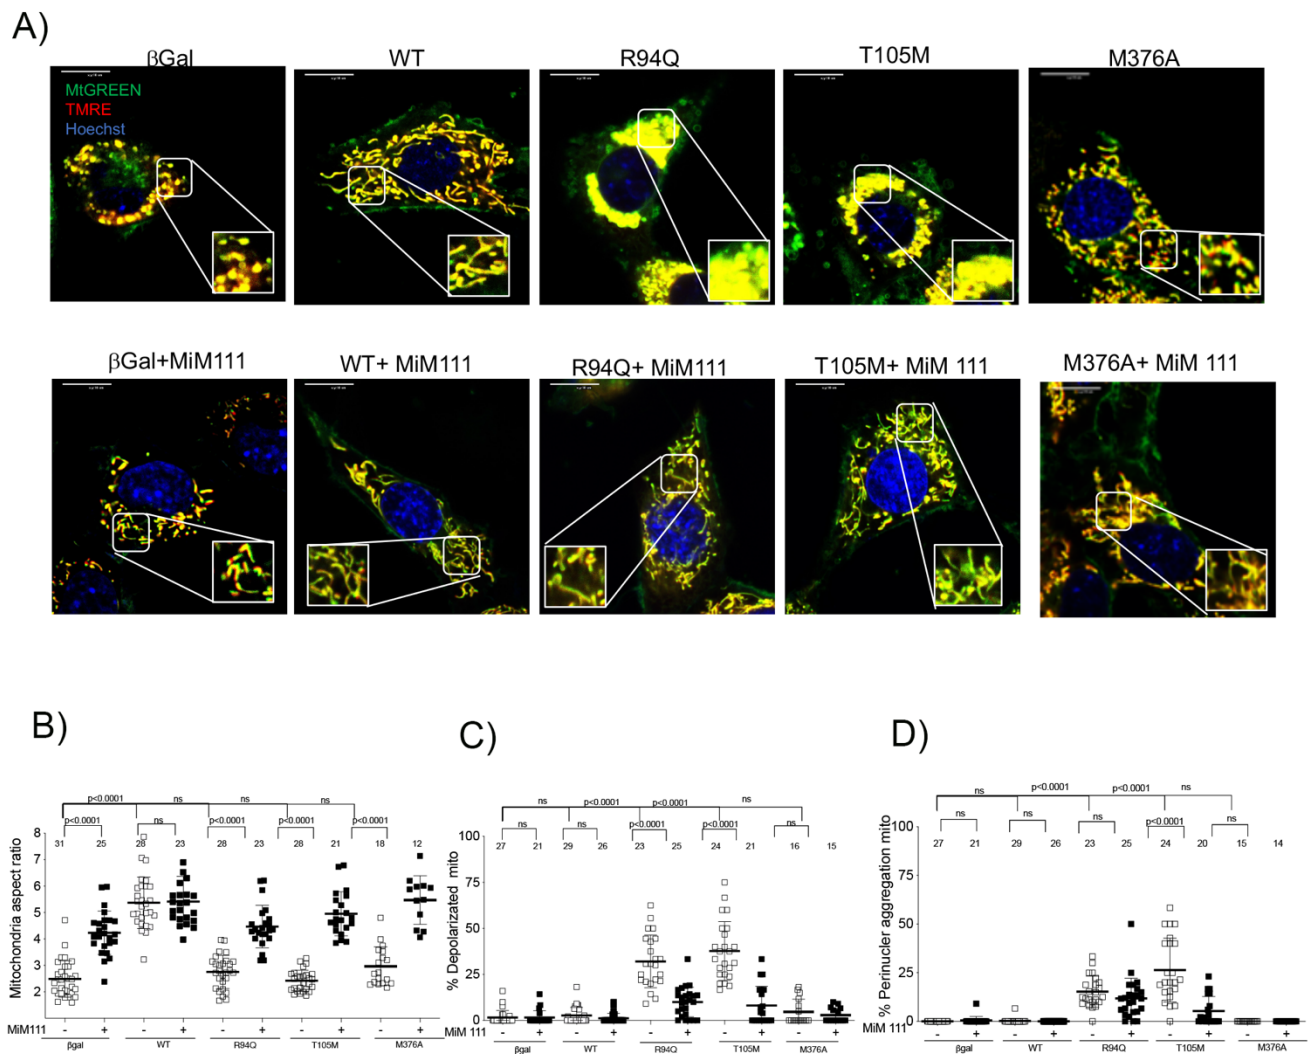 A)
βGal WT R94Q T105M M376A
MtGREEN
TMRE
Hoechst
βGal+MiM111 WT+ MiM111 R94Q+ MiM111 T105M+ MiM 111 M376A+ MiM 111
B)
p<0.0001 ns ns ns
p<0.0001 ns p<0.0001 p<0.0001 p<0.0001
31 25 28 23 28 23 28 21 18 12
Mitochondria aspect ratio
8
7
6
5
4
3
2
MiM111 - + - + - + - + - +
βgal WT R94Q T105M M376A
C)
ns p<0.0001 p<0.0001 ns
ns ns p<0.0001 p<0.0001 ns
27 21 29 26 23 25 24 21 16 15
% Depolarizated mito
100
75
50
25
0
MiM 111 - + - + - + - + - +
βgal WT R94Q T105M M376A
D)
ns p<0.0001 p<0.0001 ns
ns ns ns p<0.0001 ns
27 21 29 26 23 25 24 20 15 14
% Perinucler aggregation mito
100
75
50
25
0
MiM 111 - + - + - + - + - +
βgal WT R94Q T105M M376A